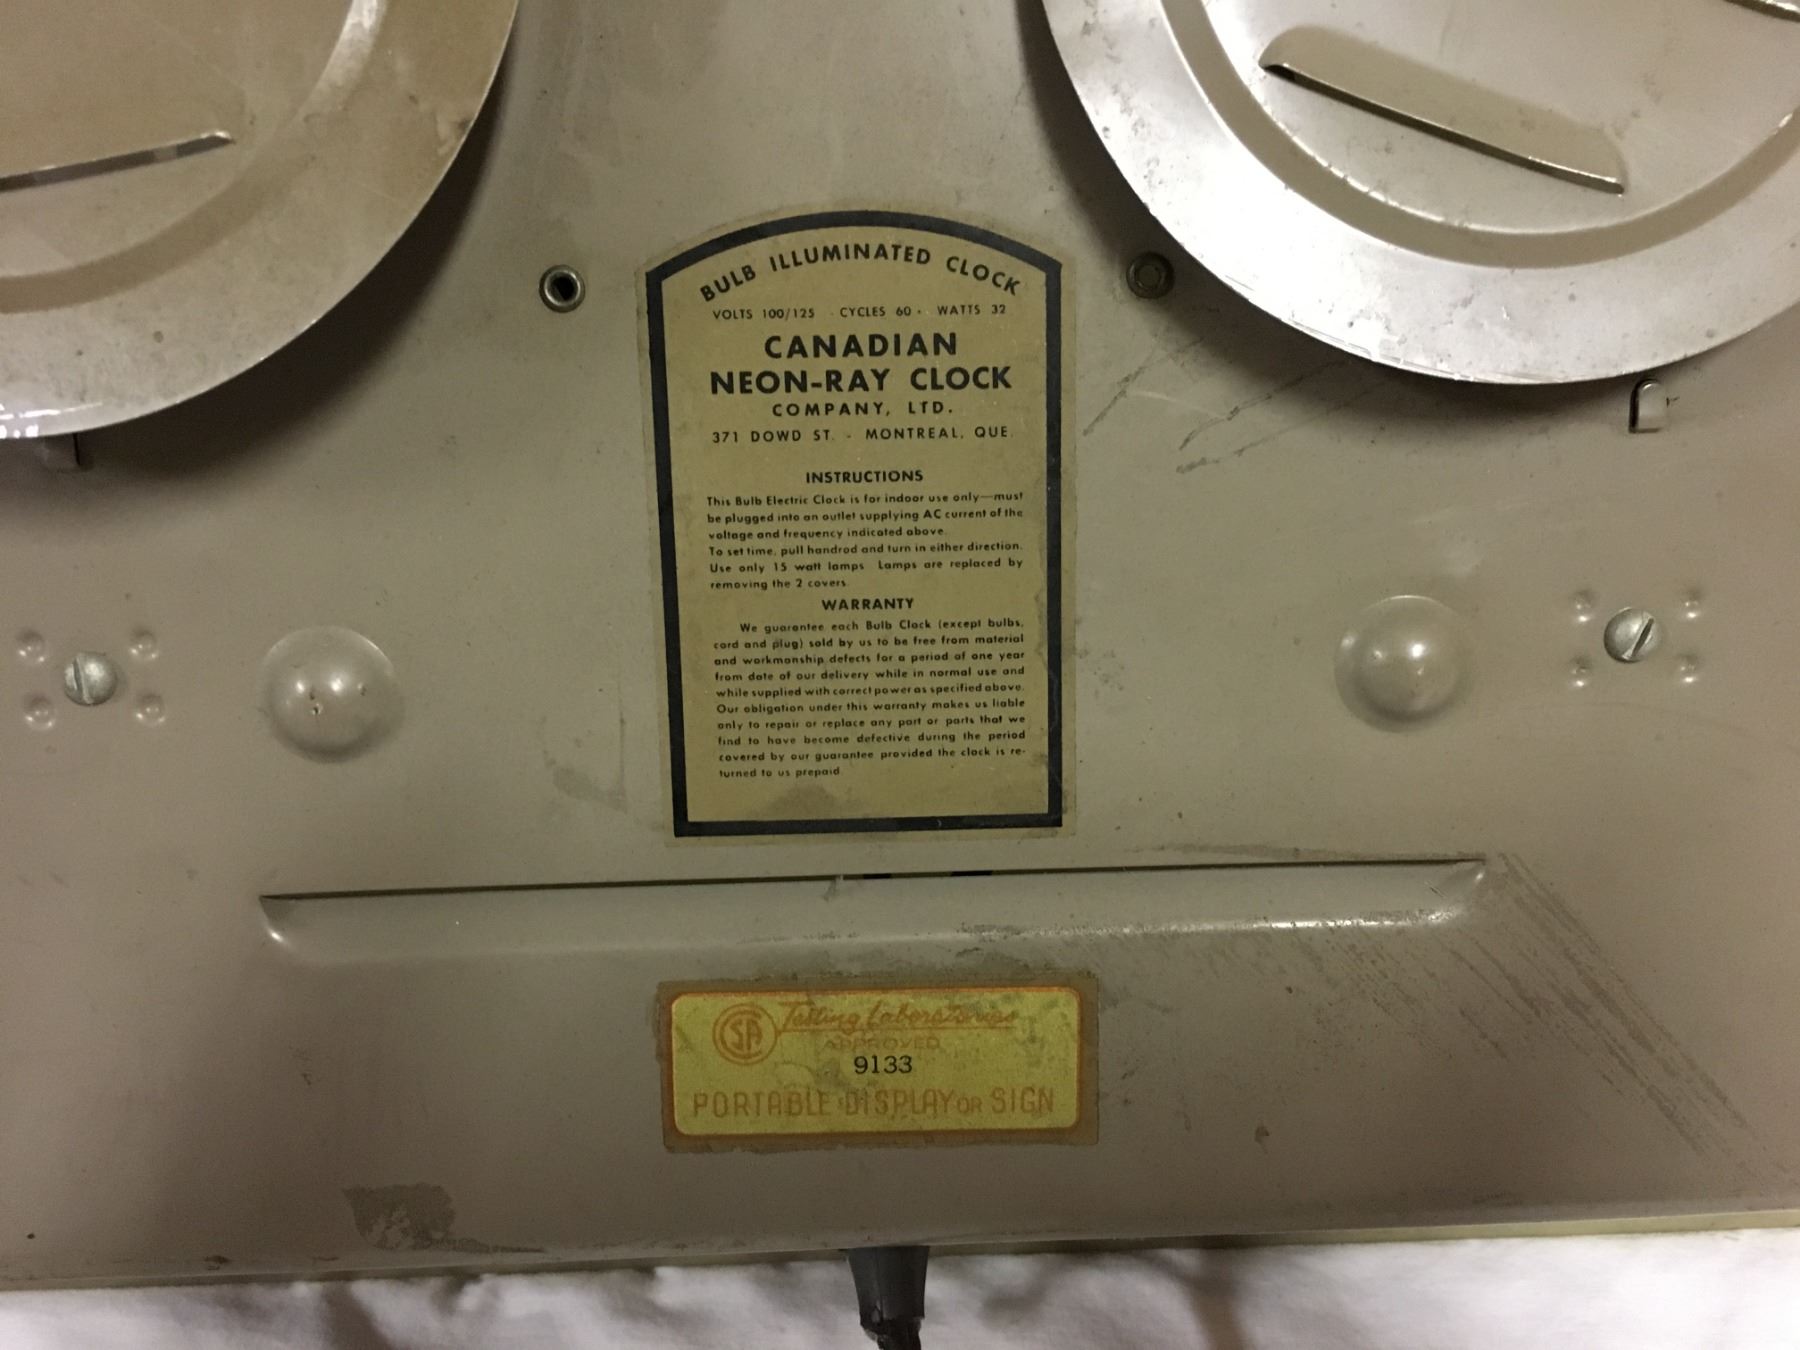 BULB ILLUMINATED CLOCK
VOLTS 100/125 · CYCLES 60 · WATTS 32
CANADIAN
NEON-RAY CLOCK
COMPANY, LTD.
371 DOWD ST. - MONTREAL, QUE.
INSTRUCTIONS
This Bulb Electric Clock is for indoor use only—must
be plugged into an outlet supplying AC current of the
voltage and frequency indicated above.
To set time, pull handrod and turn in either direction.
Use only 15 watt lamps Lamps are replaced by
removing the 2 covers.
WARRANTY
We guarantee each Bulb Clock (except bulbs,
cord and plug) sold by us to be free from material
and workmanship defects for a period of one year
from date of our delivery while in normal use and
while supplied with correct power as specified above.
Our obligation under this warranty makes us liable
only to repair or replace any part or parts that we
find to have become defective during the period
covered by our guarantee provided the clock is re-
turned to us prepaid
CSA Testing Laboratories
APPROVED
9133
PORTABLE DISPLAY OR SIGN